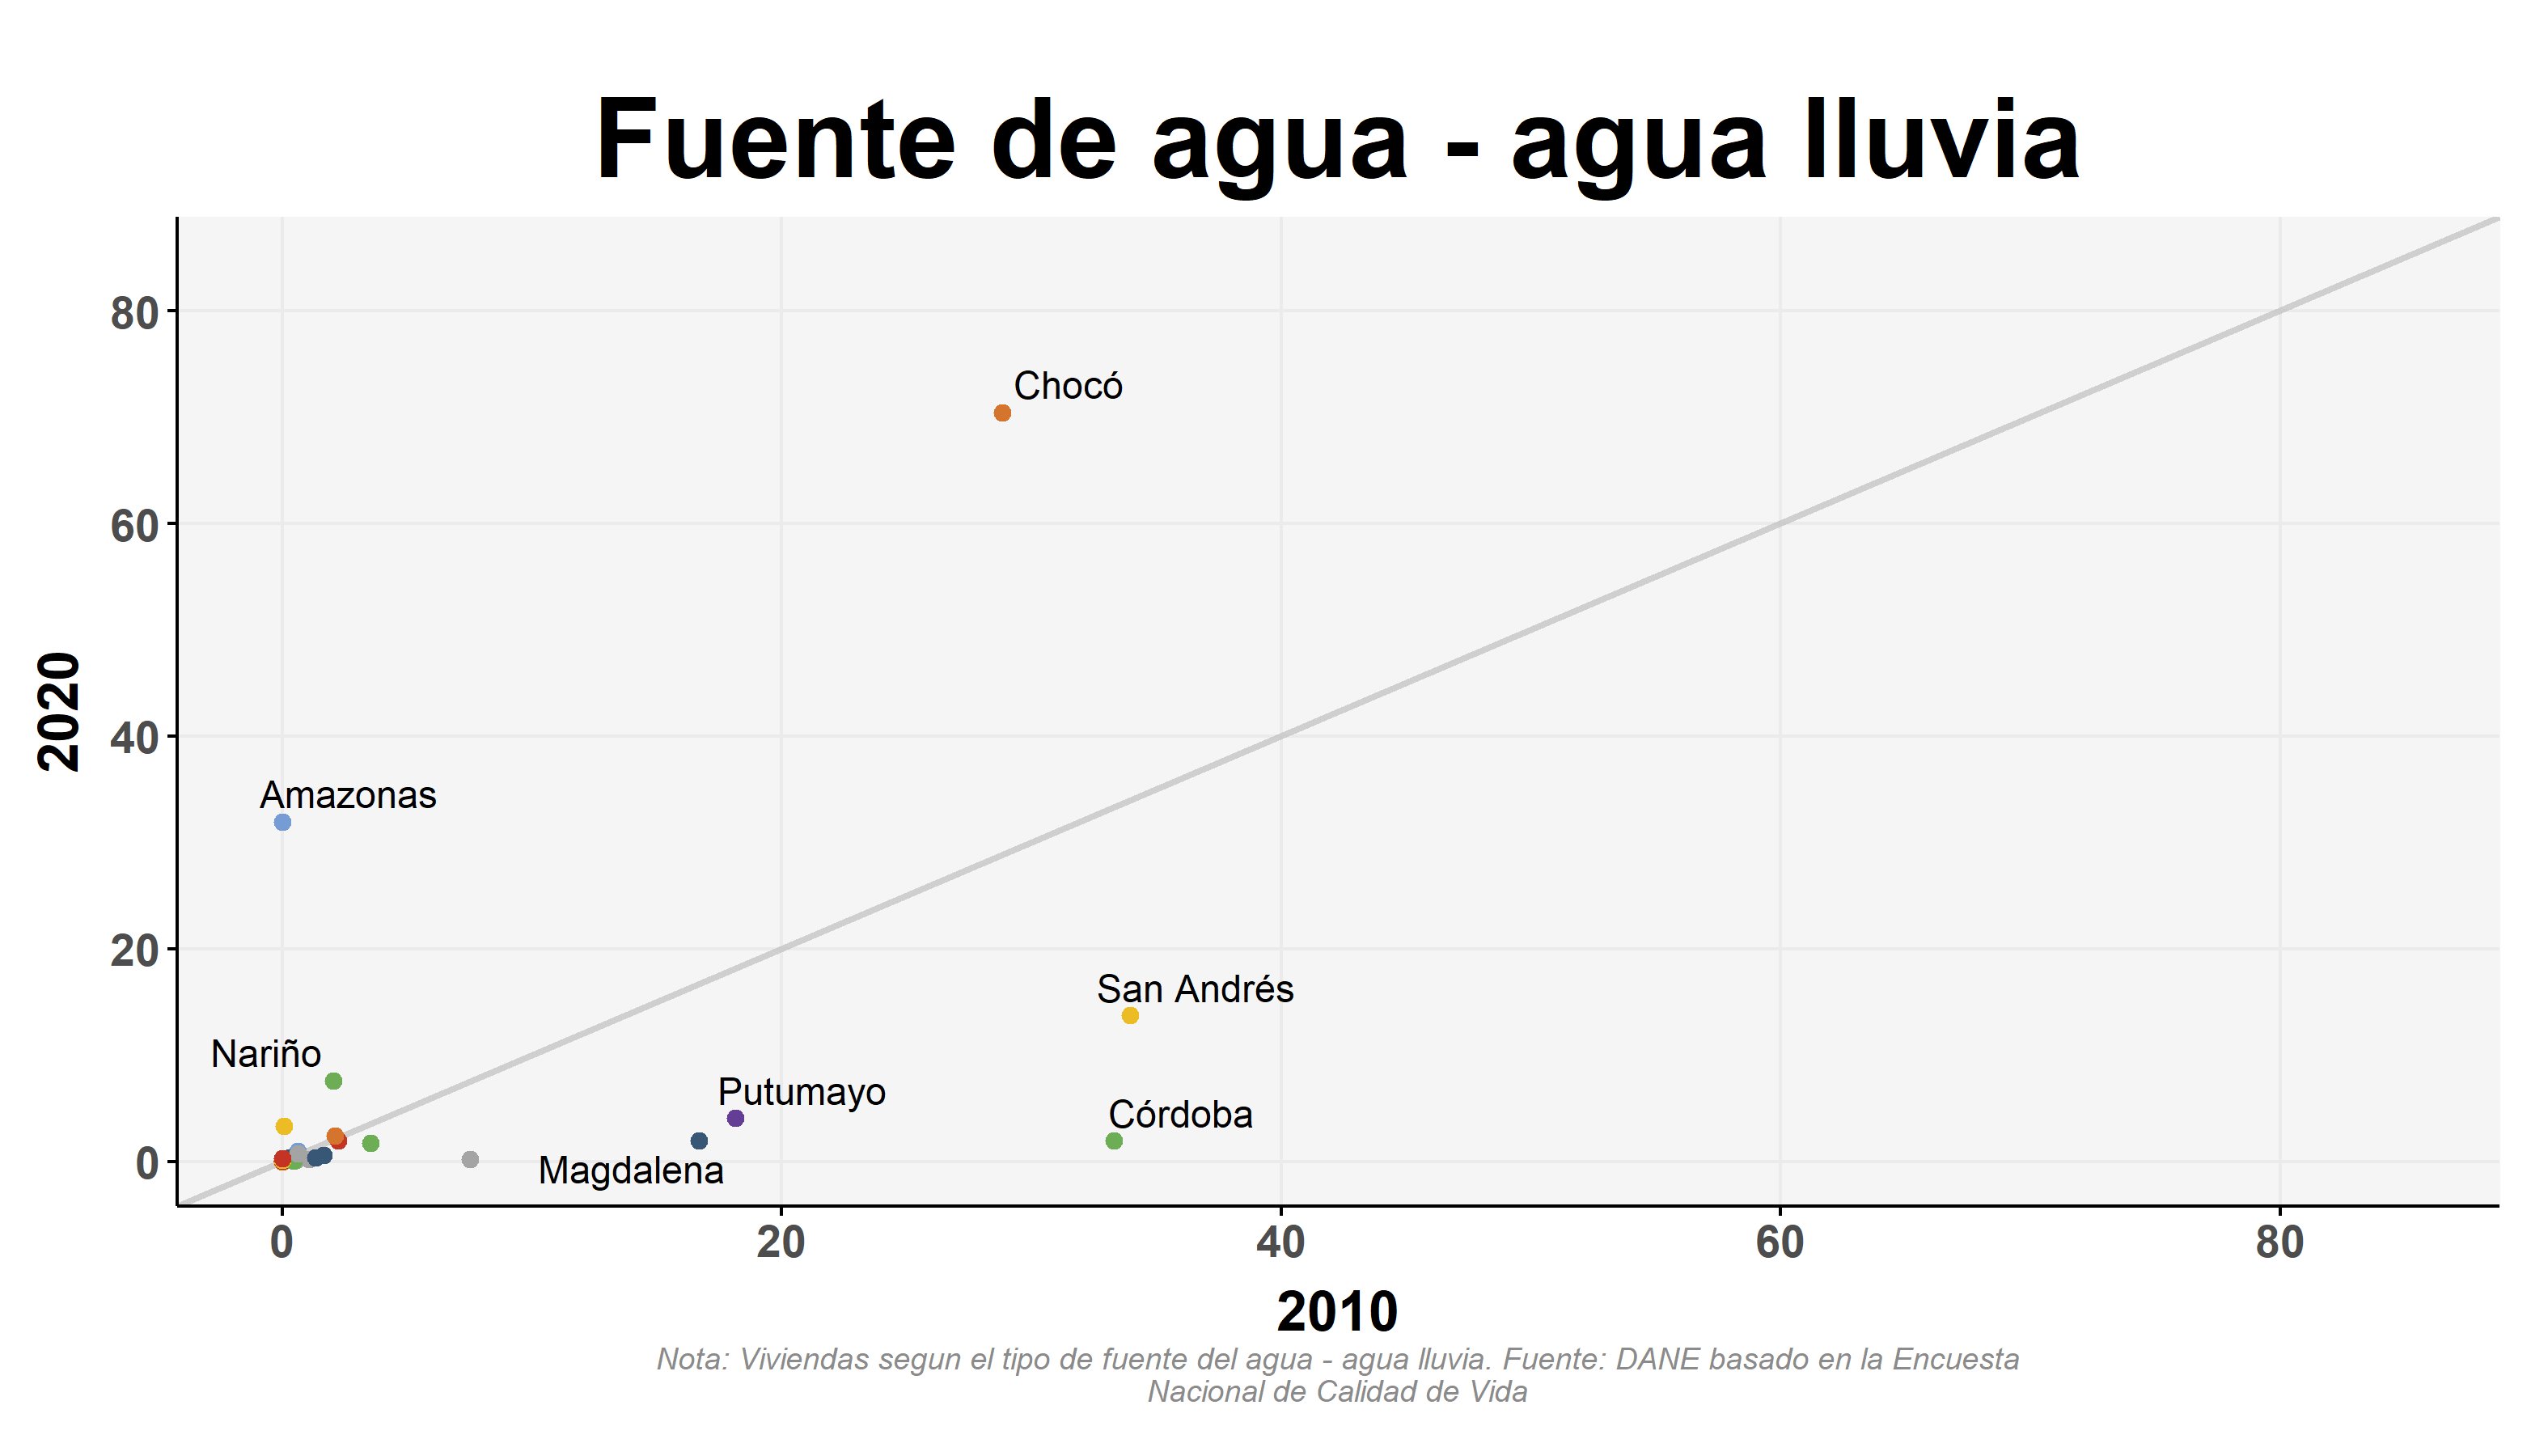 Fuente de agua - agua lluvia
80
60
40
20
0
2020
Chocó
Amazonas
San Andrés
Nariño
Putumayo
Córdoba
Magdalena
0 20 40 60 80
2010
Nota: Viviendas segun el tipo de fuente del agua - agua lluvia. Fuente: DANE basado en la Encuesta
Nacional de Calidad de Vida